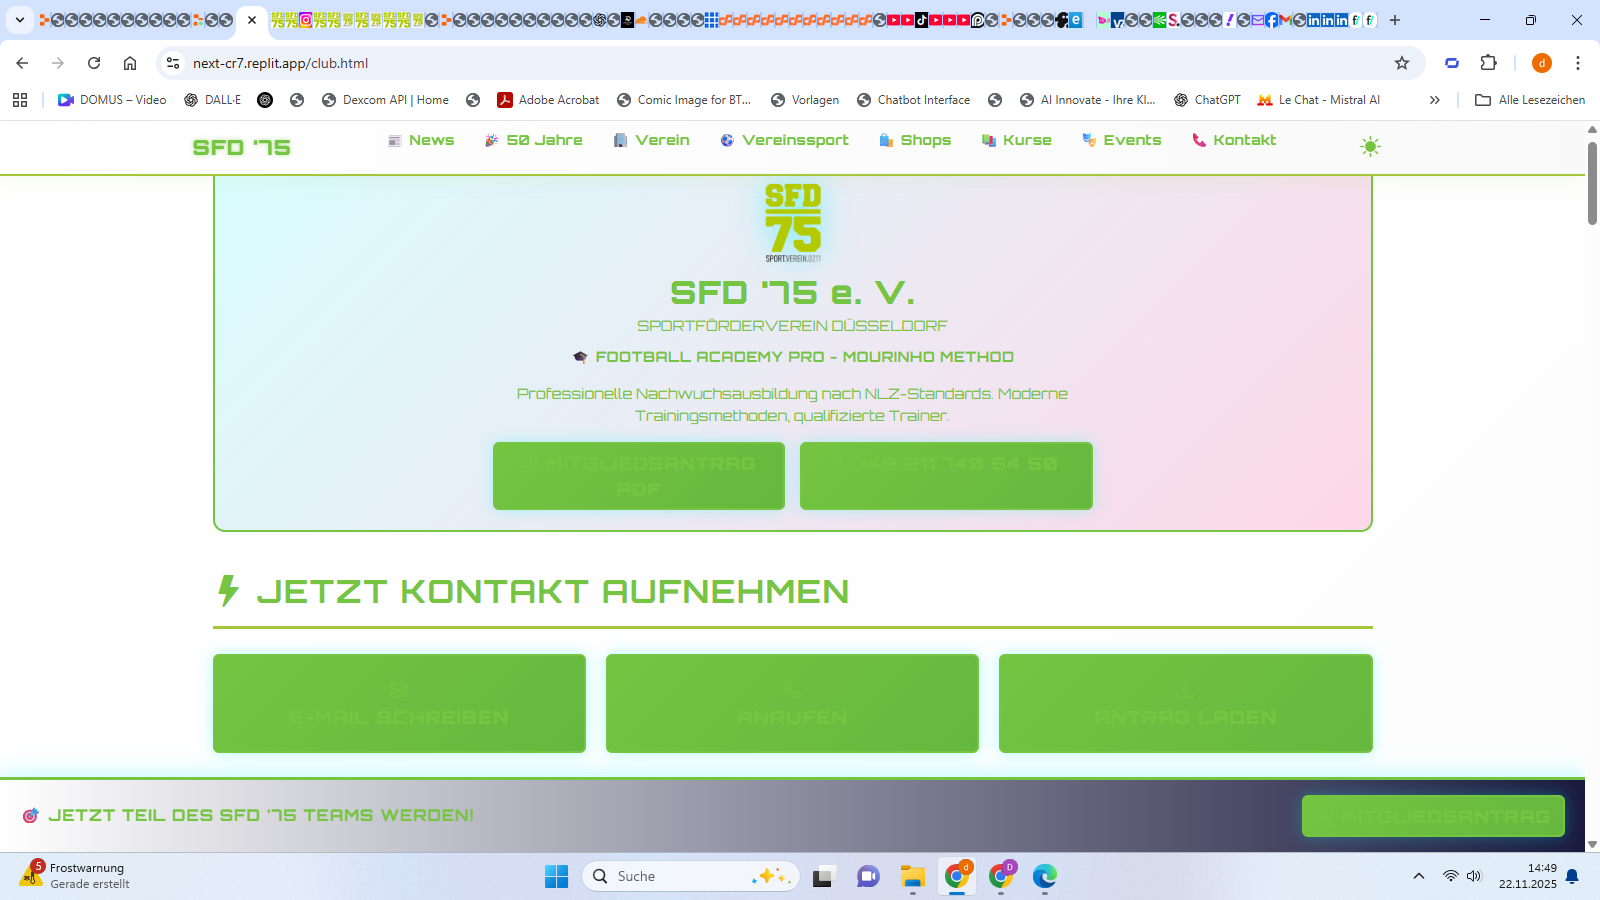 next-cr7.replit.app/club.html
d
DOMUS – Video
DALL·E
Dexcom API | Home
Adobe Acrobat
Comic Image for BT...
Vorlagen
Chatbot Interface
AI Innovate - Ihre KI...
ChatGPT
Le Chat - Mistral AI
Alle Lesezeichen
SFD '75
News
50 Jahre
Verein
Vereinssport
Shops
Kurse
Events
Kontakt
SFD
75
SPORT.VEREIN.0211
SFD '75 e. V.
SPORTFÖRDERVEREIN DÜSSELDORF
FOOTBALL ACADEMY PRO - MOURINHO METHOD
Professionelle Nachwuchsausbildung nach NLZ-Standards. Moderne
Trainingsmethoden, qualifizierte Trainer.
MITGLIEDSANTRAG
PDF
+49 211 740 54 50
JETZT KONTAKT AUFNEHMEN
E-MAIL SCHREIBEN
ANRUFEN
ANTRAG LADEN
JETZT TEIL DES SFD '75 TEAMS WERDEN!
MITGLIEDSANTRAG
5
Frostwarnung
Gerade erstellt
Suche
d
D
14:49
22.11.2025